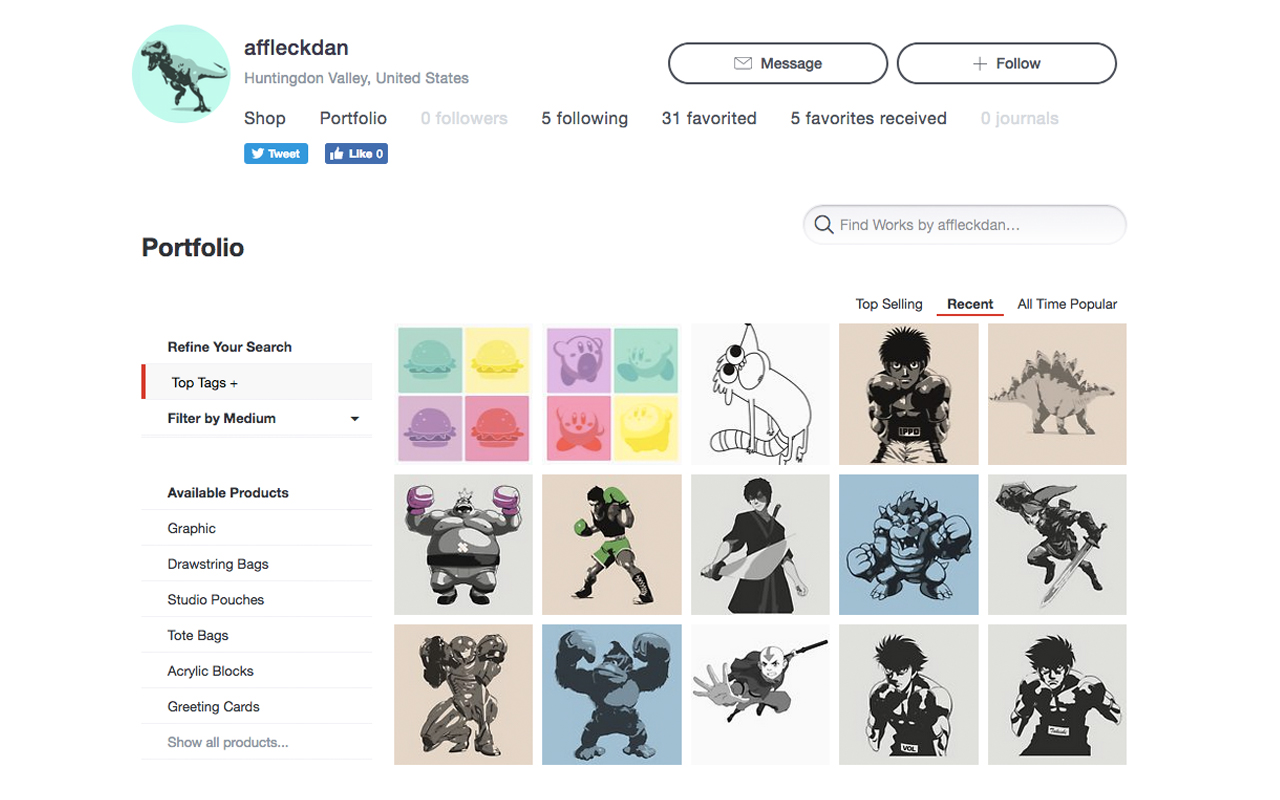 affleckdan
Huntingdon Valley, United States
Message
Follow
Shop Portfolio 0 followers 5 following 31 favorited 5 favorites received 0 journals
Tweet Like 0
Find Works by affleckdan...
Portfolio
Top Selling Recent All Time Popular
Refine Your Search
Top Tags +
Filter by Medium
Available Products
Graphic
Drawstring Bags
Studio Pouches
Tote Bags
Acrylic Blocks
Greeting Cards
Show all products...
IPPO
VOL